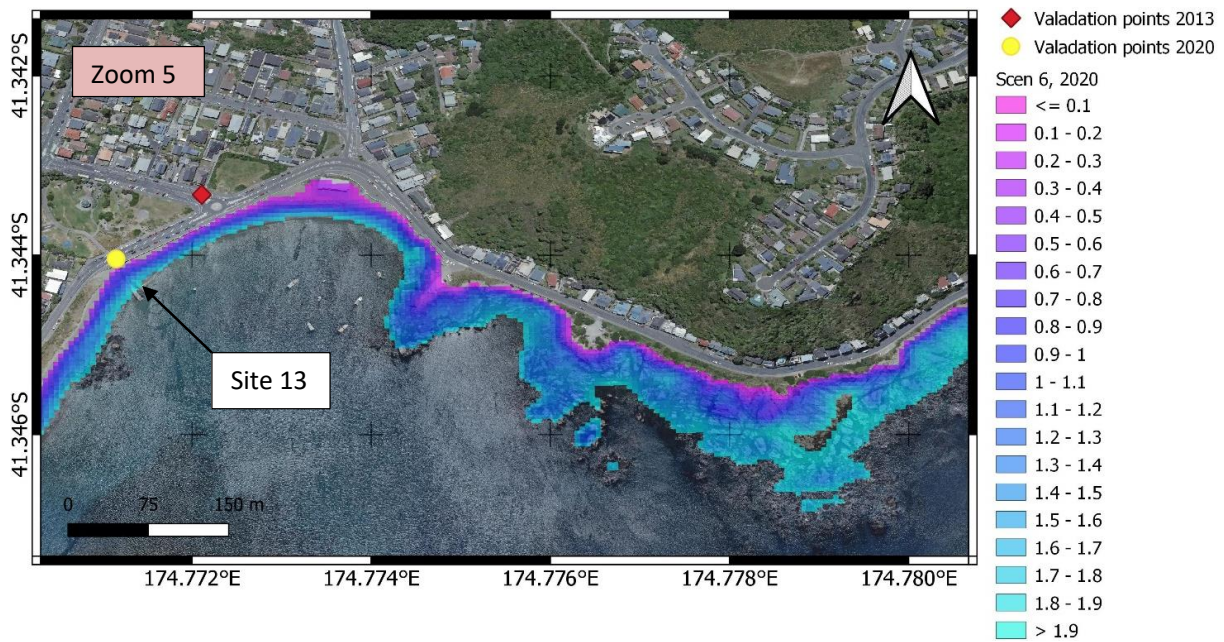 Zoom 5
Site 13
0 75 150 m
41.342°S
41.344°S
41.346°S
174.772°E 174.774°E 174.776°E 174.778°E 174.780°E
Valadation points 2013
Valadation points 2020
Scen 6, 2020
<= 0.1
0.1 - 0.2
0.2 - 0.3
0.3 - 0.4
0.4 - 0.5
0.5 - 0.6
0.6 - 0.7
0.7 - 0.8
0.8 - 0.9
0.9 - 1
1 - 1.1
1.1 - 1.2
1.2 - 1.3
1.3 - 1.4
1.4 - 1.5
1.5 - 1.6
1.6 - 1.7
1.7 - 1.8
1.8 - 1.9
> 1.9